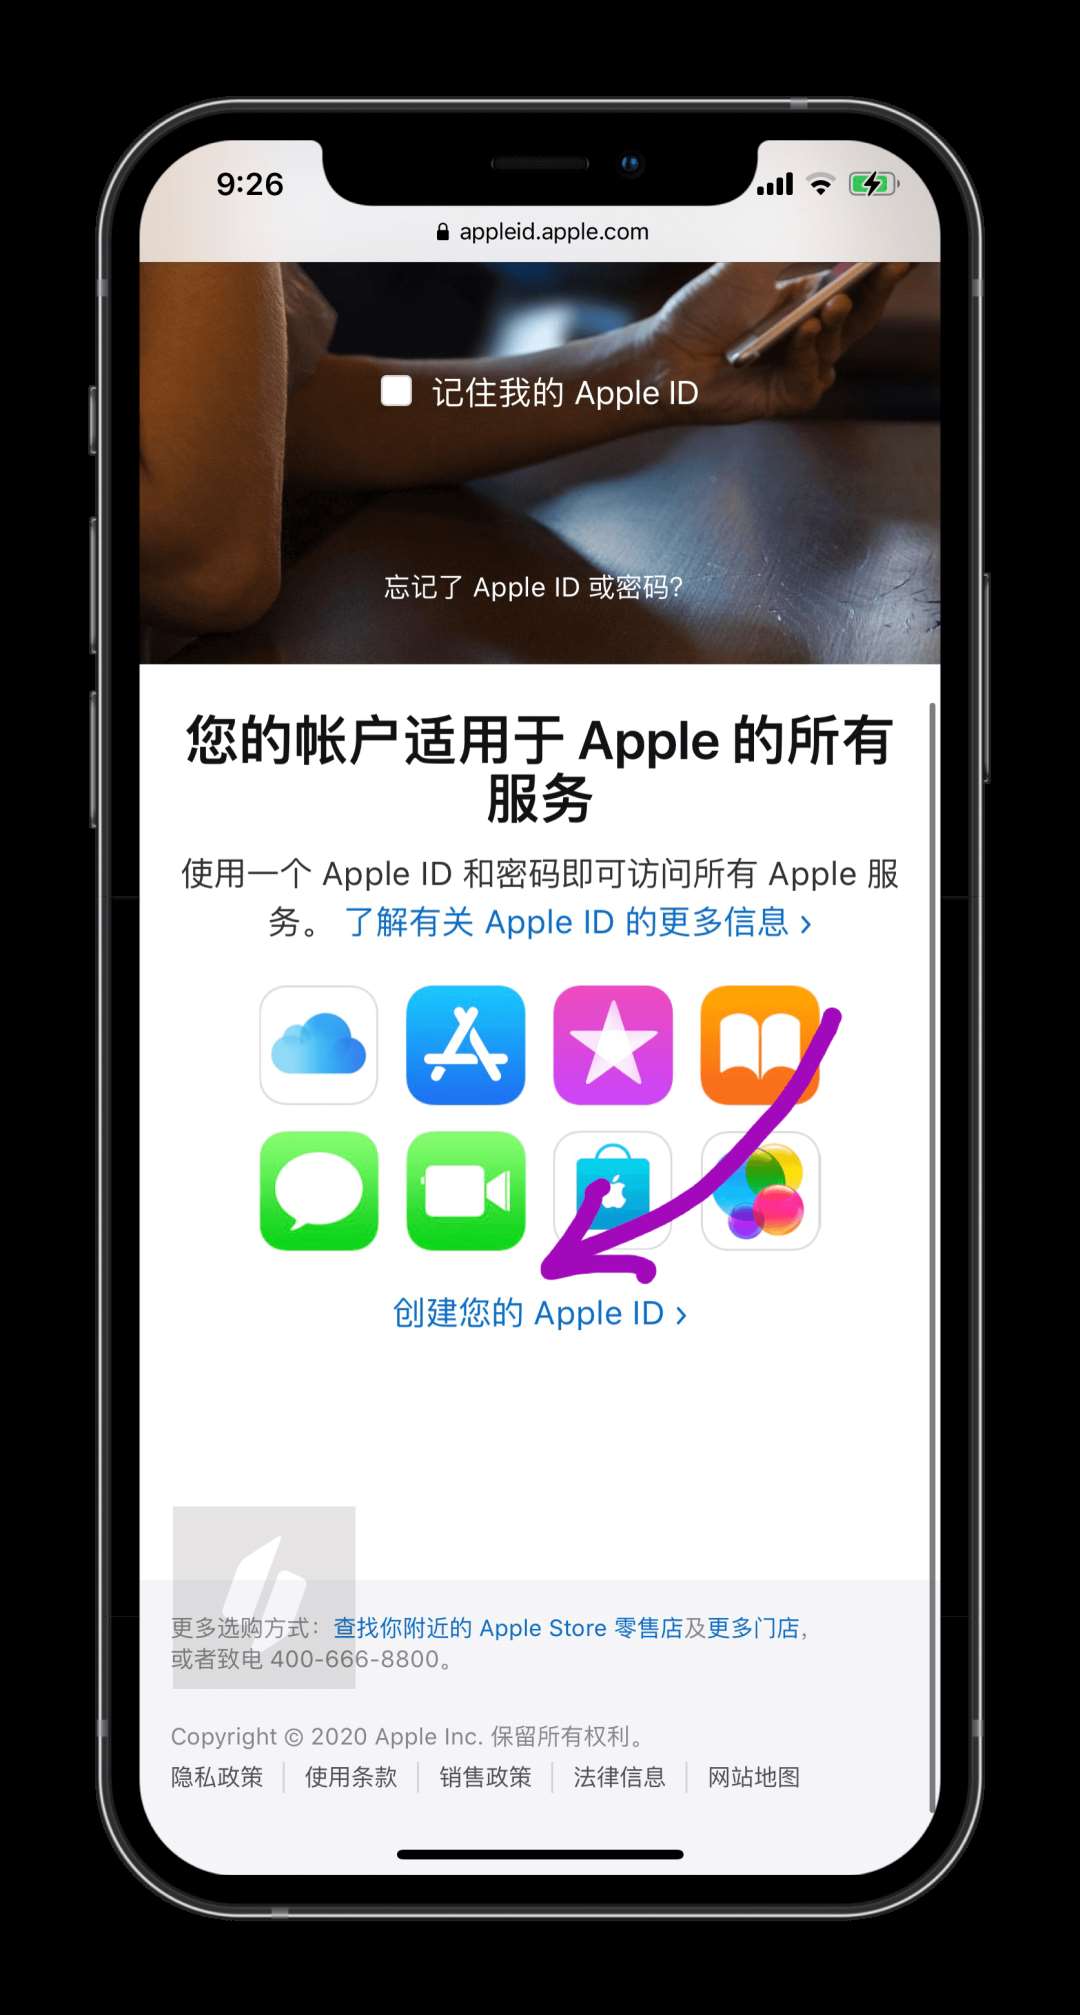 9:26
appleid.apple.com
记住我的 Apple ID
忘记了 Apple ID 或密码?
您的帐户适用于 Apple 的所有
服务
使用一个 Apple ID 和密码即可访问所有 Apple 服
务。 了解有关 Apple ID 的更多信息 ›
创建您的 Apple ID ›
更多选购方式：查找你附近的 Apple Store 零售店及更多门店，
或者致电 400-666-8800。
Copyright © 2020 Apple Inc. 保留所有权利。
隐私政策 | 使用条款 | 销售政策 | 法律信息 | 网站地图